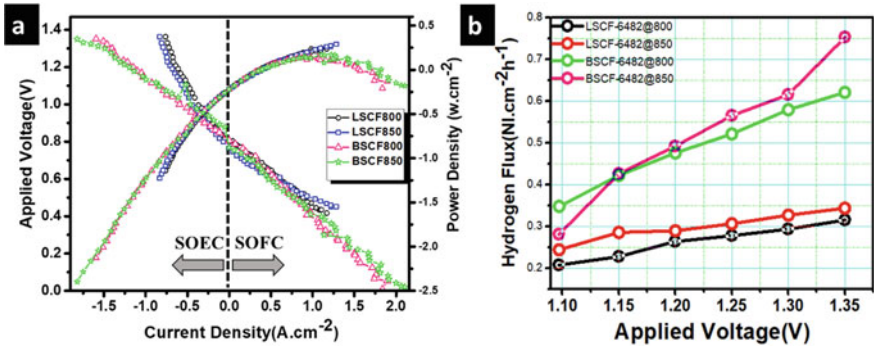 a
Applied Voltage(V)
1.4
1.2
1.0
0.8
0.6
0.4
0.2
0.0
-1.5 -1.0 -0.5 0.0 0.5 1.0 1.5 2.0
Current Density(A.cm-2)
0.5
0.0
-0.5
-1.0
-1.5
-2.0
-2.5
Power Density (w.cm-2)
LSCF800
LSCF850
BSCF800
BSCF850
SOEC SOFC
b
Hydrogen Flux(Nl.cm-2h-1)
0.8
0.7
0.6
0.5
0.4
0.3
0.2
1.10 1.15 1.20 1.25 1.30 1.35
Applied Voltage(V)
LSCF-6482@800
LSCF-6482@850
BSCF-6482@800
BSCF-6482@850